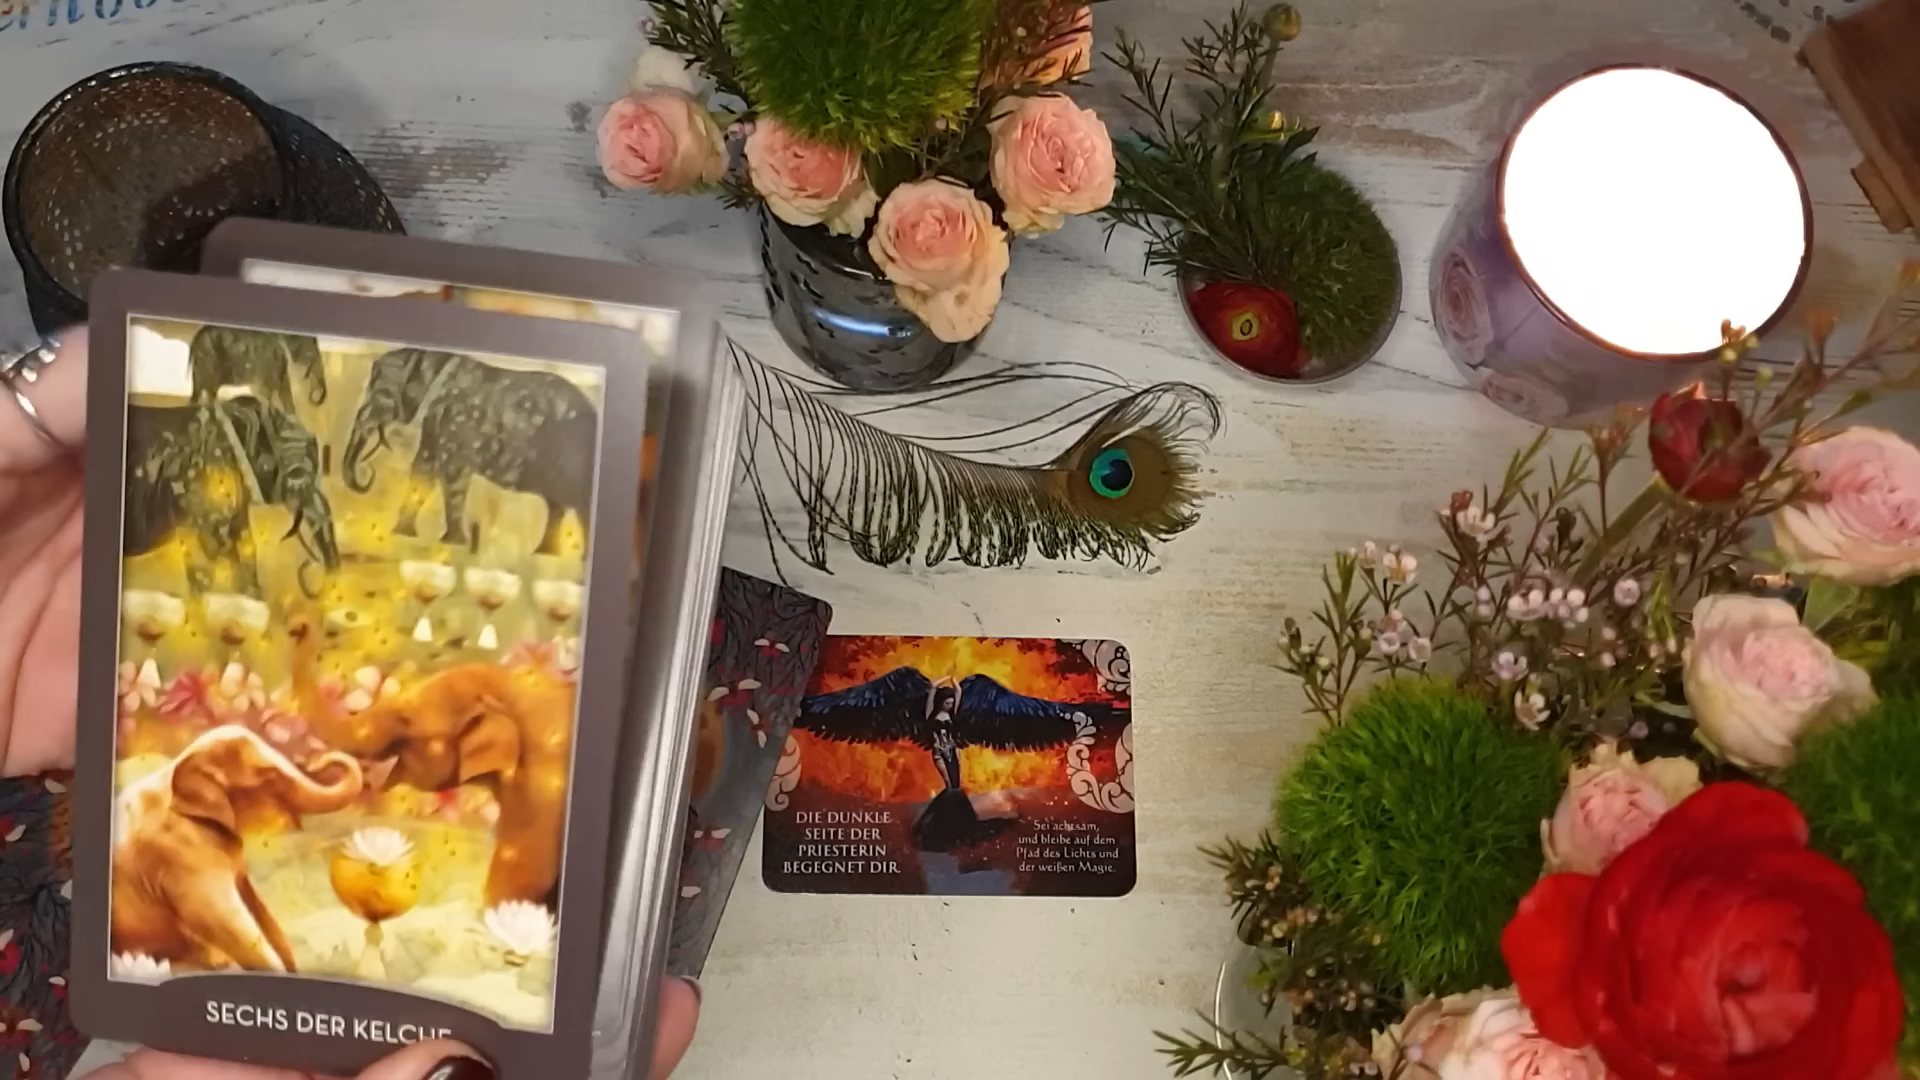 SECHS DER KELCHE
DIE DUNKLE
SEITE DER
PRIESTERIN
BEGEGNET DIR.
Sei achtsam,
und bleibe auf dem
Pfad des Lichts und
der weißen Magie.